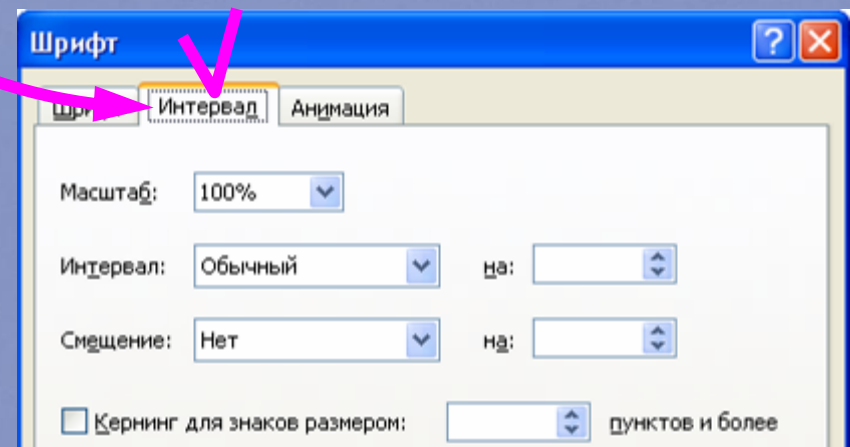 Шрифт
Интервал Анимация
Масштаб: 100%
Интервал: Обычный на:
Смещение: Нет на:
Кернинг для знаков размером: пунктов и более